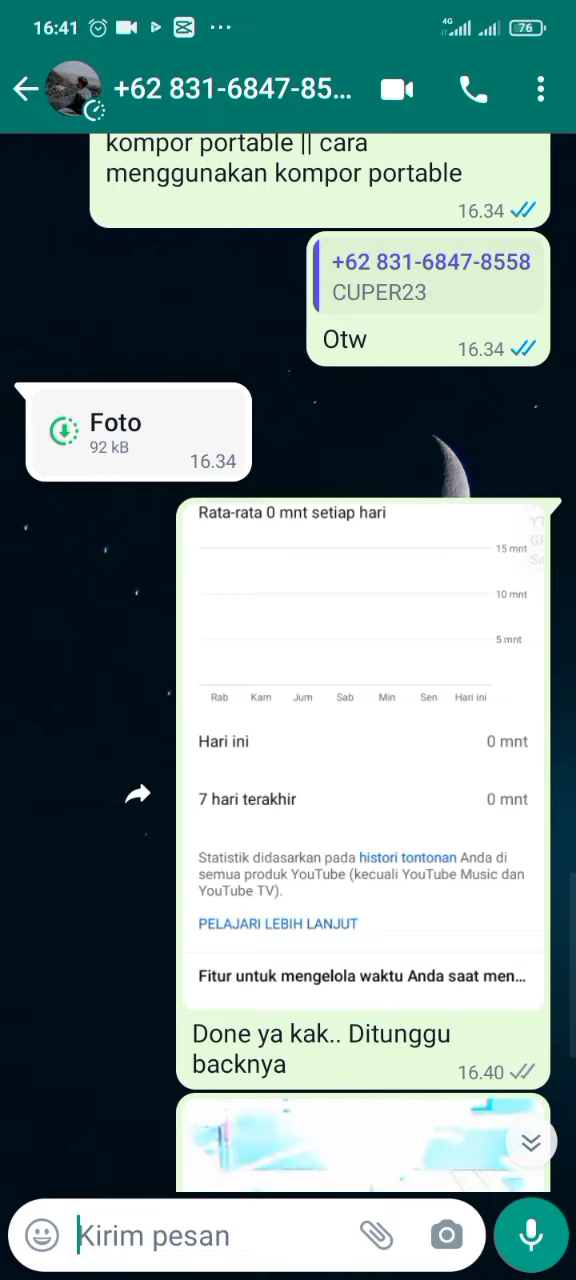 16:41
4G
76
+62 831-6847-85...
kompor portable || cara
menggunakan kompor portable
16.34
+62 831-6847-8558
CUPER23
Otw
16.34
Foto
92 kB
16.34
Rata-rata 0 mnt setiap hari
15 mnt
10 mnt
5 mnt
Rab Kam Jum Sab Min Sen Hari ini
Hari ini 0 mnt
7 hari terakhir 0 mnt
Statistik didasarkan pada histori tontonan Anda di
semua produk YouTube (kecuali YouTube Music dan
YouTube TV).
PELAJARI LEBIH LANJUT
Fitur untuk mengelola waktu Anda saat men...
Done ya kak.. Ditunggu
backnya
16.40
Kirim pesan